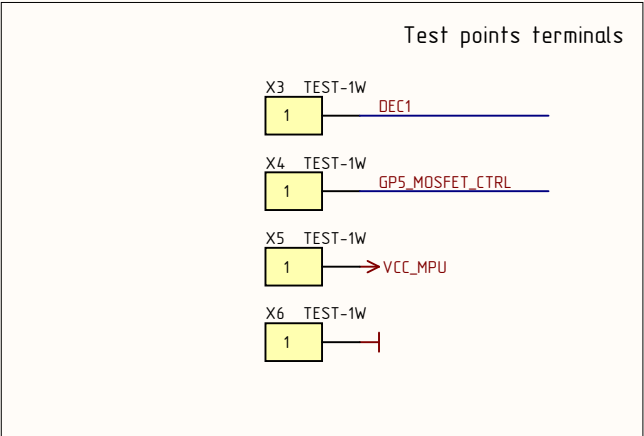 Test points terminals
X3 TEST-1W
1
DEC1
X4 TEST-1W
1
GP5_MOSFET_CTRL
X5 TEST-1W
1
VCC_MPU
X6 TEST-1W
1